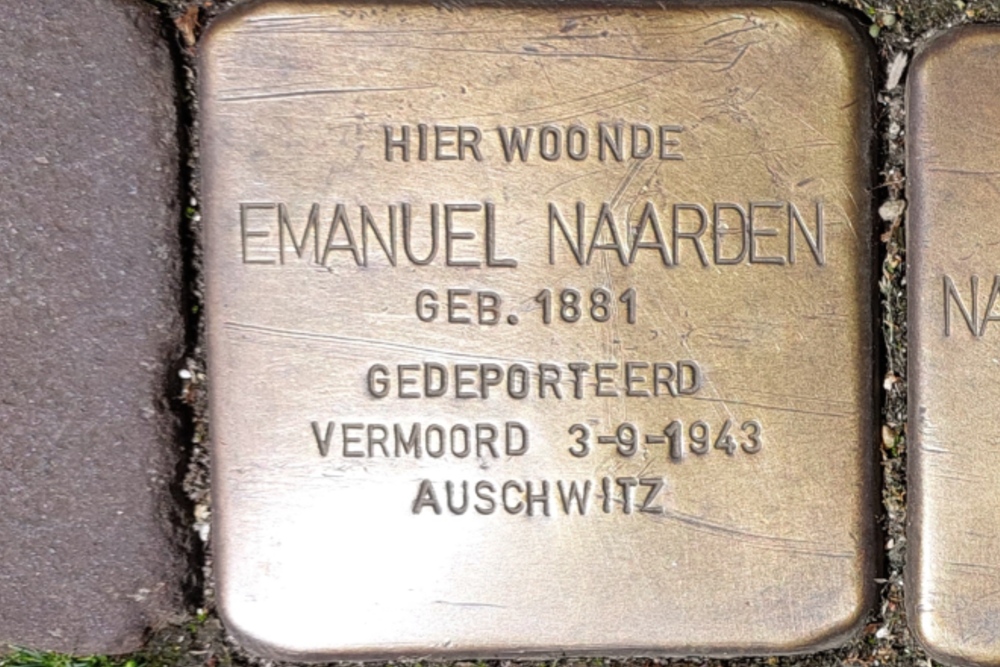 HIER WOONDE
EMANUEL NAARDEN
GEB. 1881
GEDEPORTEERD
VERMOORD 3-9-1943
AUSCHWITZ